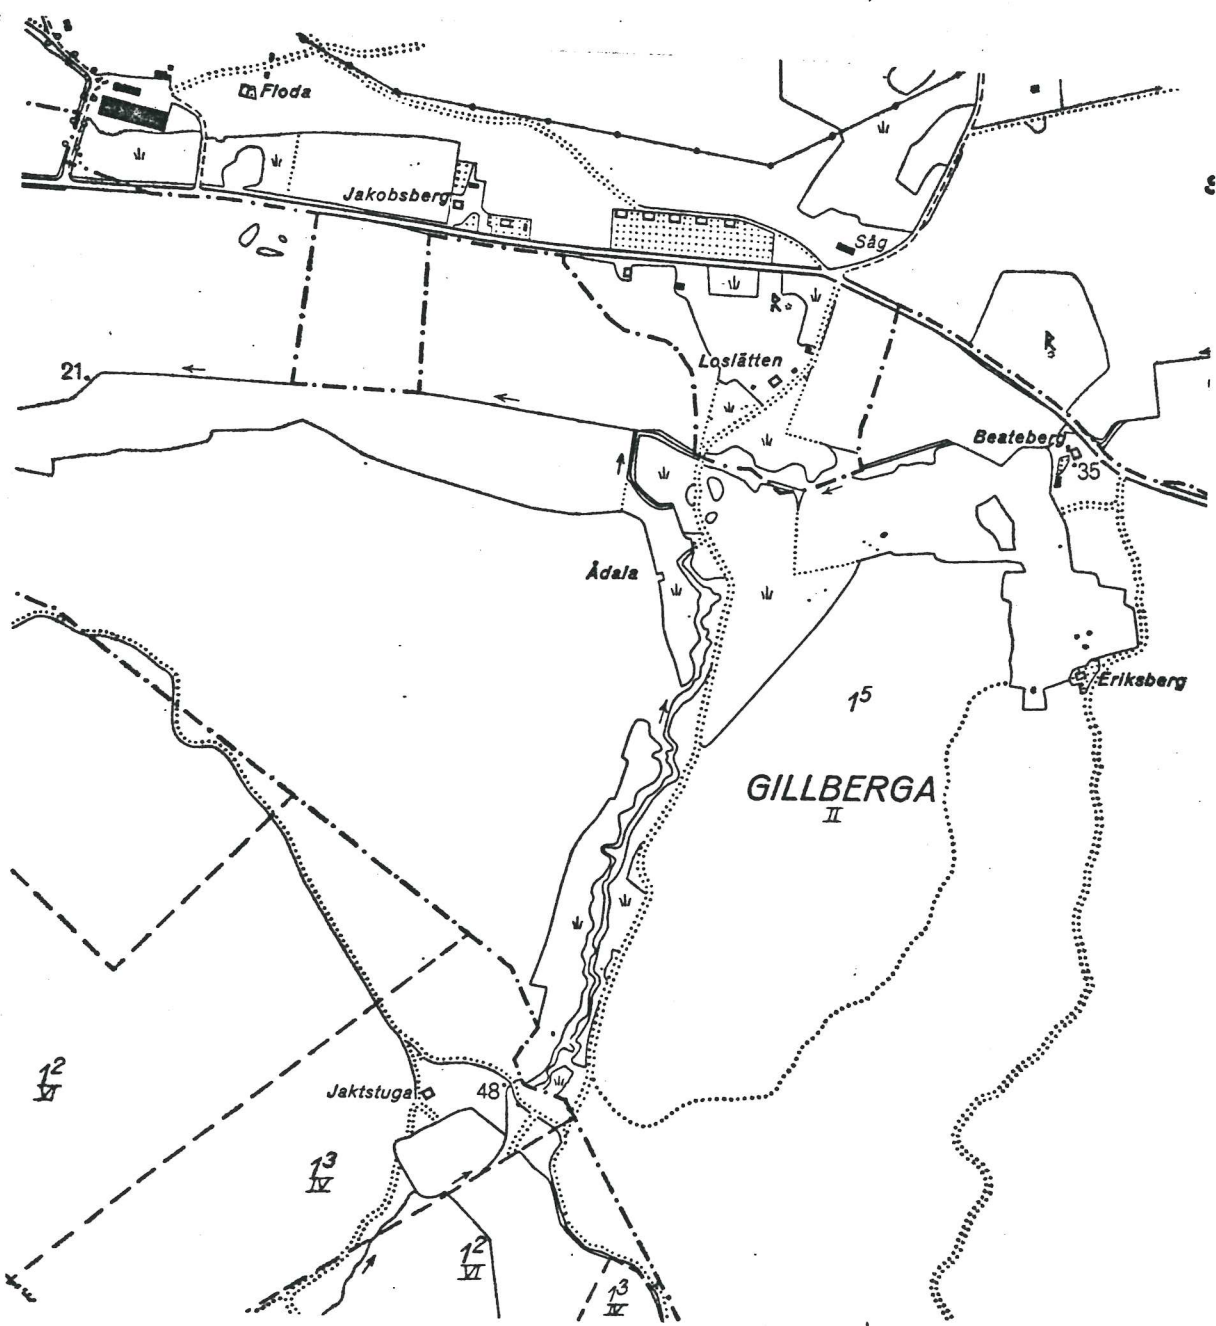 Floda
Jakobsberg
Såg
R
R
21.
Loslätten
Beateberg
35
Ådala
1⁵
Eriksberg
GILLBERGA
II
1²
VI
Jaktstuga
48
1³
IV
1²
VI
1³
IV